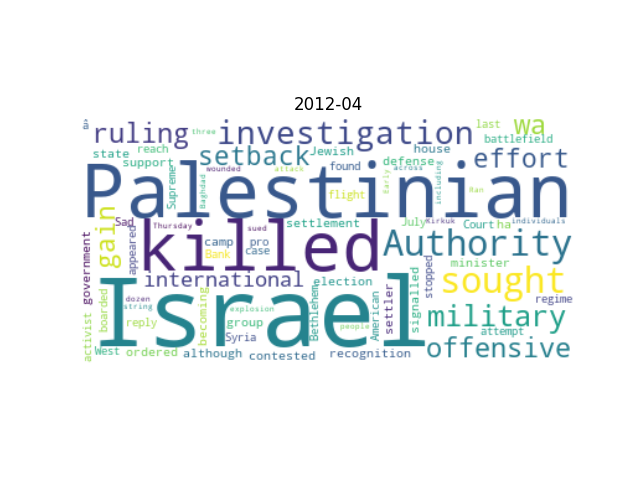 2012-04
ruling investigation wa last
battlefield
three
state reach setback Jewish house effort
support found defense
Supreme wounded attack across
Palestinian
Baghdad flight Early including Ran
gain killed Authority
Sad Thursday sued settlement July Kirkuk Court ha individuals
government appeared camp pro case Bank minister
international sought
boarded dozen string becoming explosion election settler signalled stopped regime
Israel military
activist reply group Syria Bethlehem people American attempt
West ordered although contested recognition offensive